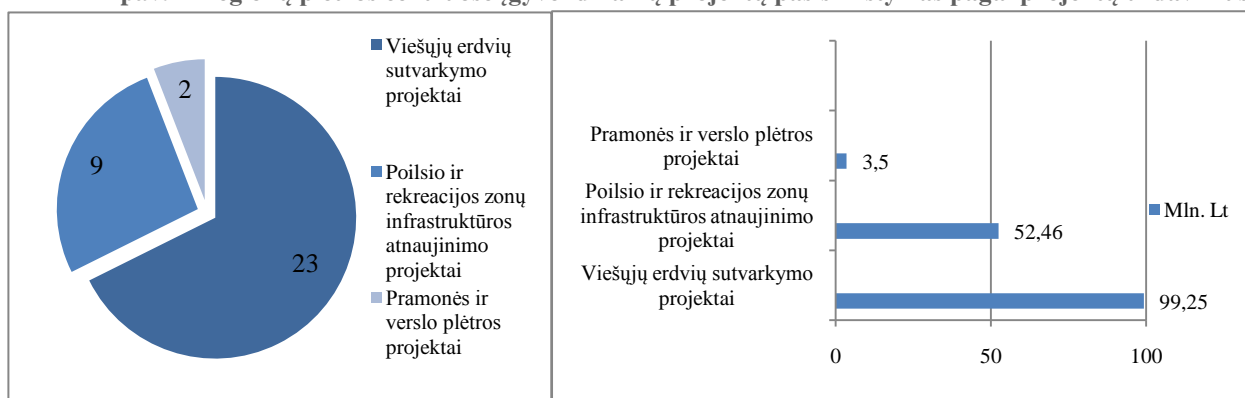 Viešųjų erdvių
sutvarkymo
projektai
Poilsio ir
rekreacijos zonų
infrastruktūros
atnaujinimo
projektai
Pramonės ir
verslo plėtros
projektai
2
9
23
Pramonės ir verslo plėtros
projektai
Poilsio ir rekreacijos zonų
infrastruktūros atnaujinimo
projektai
Viešųjų erdvių sutvarkymo
projektai
3,5
52,46
99,25
0 50 100
Mln. Lt